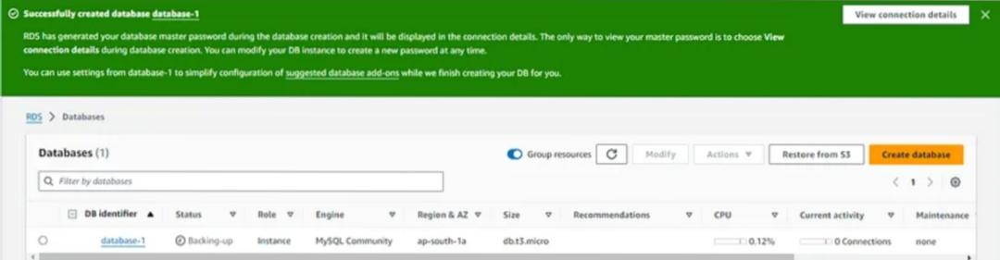 Successfully created database database-1
View connection details
RDS has generated your database master password during the database creation and it will be displayed in the connection details. The only way to view your master password is to choose View
connection details during database creation. You can modify your DB instance to create a new password at any time.
You can use settings from database-1 to simplify configuration of suggested database add-ons while we finish creating your DB for you.
RDS > Databases
Databases (1)
Group resources
Modify
Actions
Restore from S3
Create database
Filter by databases
1
DB identifier Status Role Engine Region & AZ Size Recommendations CPU Current activity Maintenance
database-1 Backing-up Instance MySQL Community ap-south-1a db.t3.micro 0.12% 0 Connections none